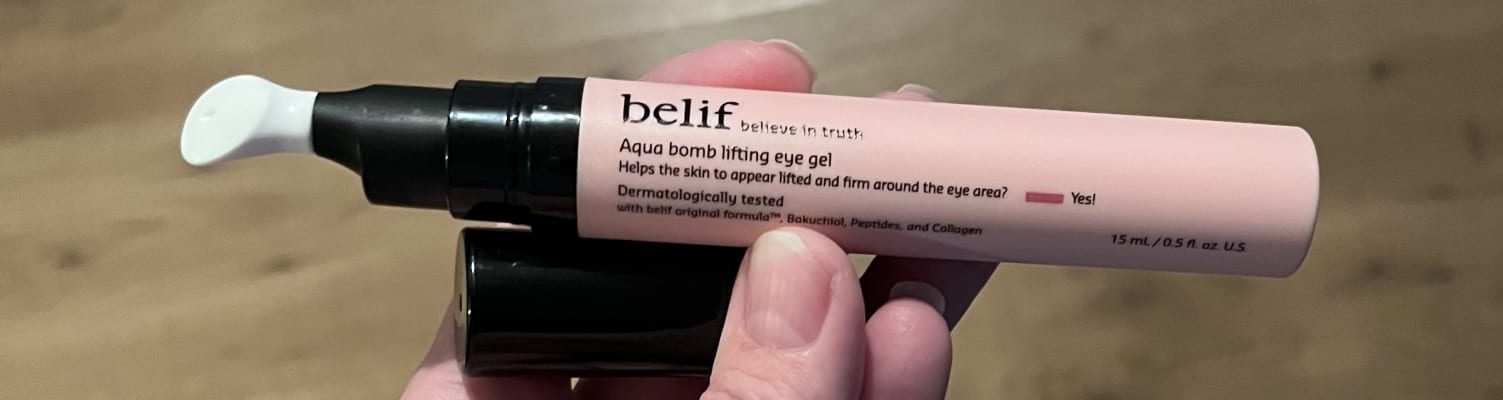 belif believe in truth
Aqua bomb lifting eye gel
Helps the skin to appear lifted and firm around the eye area? Yes!
Dermatologically tested
with belif original formula™, Bakuchiol, Peptides, and Collagen
15 mL / 0.5 fl. oz. U.S